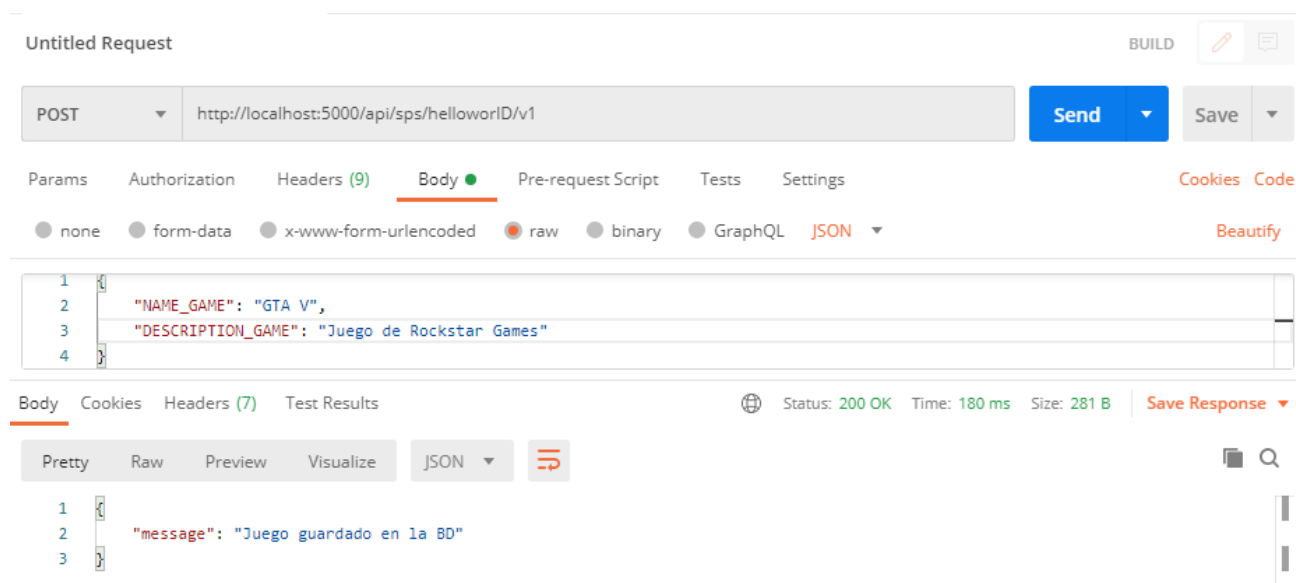 Untitled Request BUILD
POST http://localhost:5000/api/sps/helloworlD/v1 Send Save
Params Authorization Headers (9) Body Pre-request Script Tests Settings Cookies Code
none form-data x-www-form-urlencoded raw binary GraphQL JSON Beautify
1 {
2 "NAME_GAME": "GTA V",
3 "DESCRIPTION_GAME": "Juego de Rockstar Games"
4 }
Body Cookies Headers (7) Test Results Status: 200 OK Time: 180 ms Size: 281 B Save Response
Pretty Raw Preview Visualize JSON
1 {
2 "message": "Juego guardado en la BD"
3 }